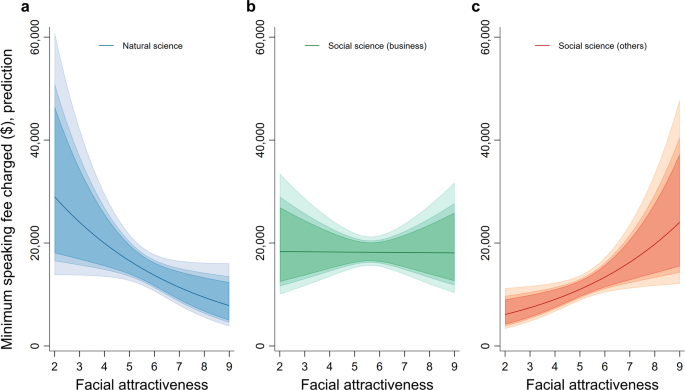 a
b
c
Natural science
Social science (business)
Social science (others)
Minimum speaking fee charged ($), prediction
60,000
40,000
20,000
0
60,000
40,000
20,000
0
60,000
40,000
20,000
0
2 3 4 5 6 7 8 9
2 3 4 5 6 7 8 9
2 3 4 5 6 7 8 9
Facial attractiveness
Facial attractiveness
Facial attractiveness